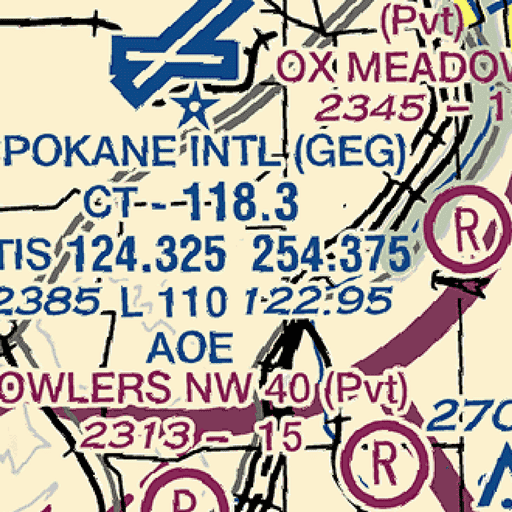 (Pvt)
OX MEADOW
2345 - 1
POKANE INTL (GEG)
CT - 118.3
TIS 124.325 254.375
2385 L 110 122.95
AOE
OWLERS NW 40 (Pvt)
2313 - 15
270
R
R
R